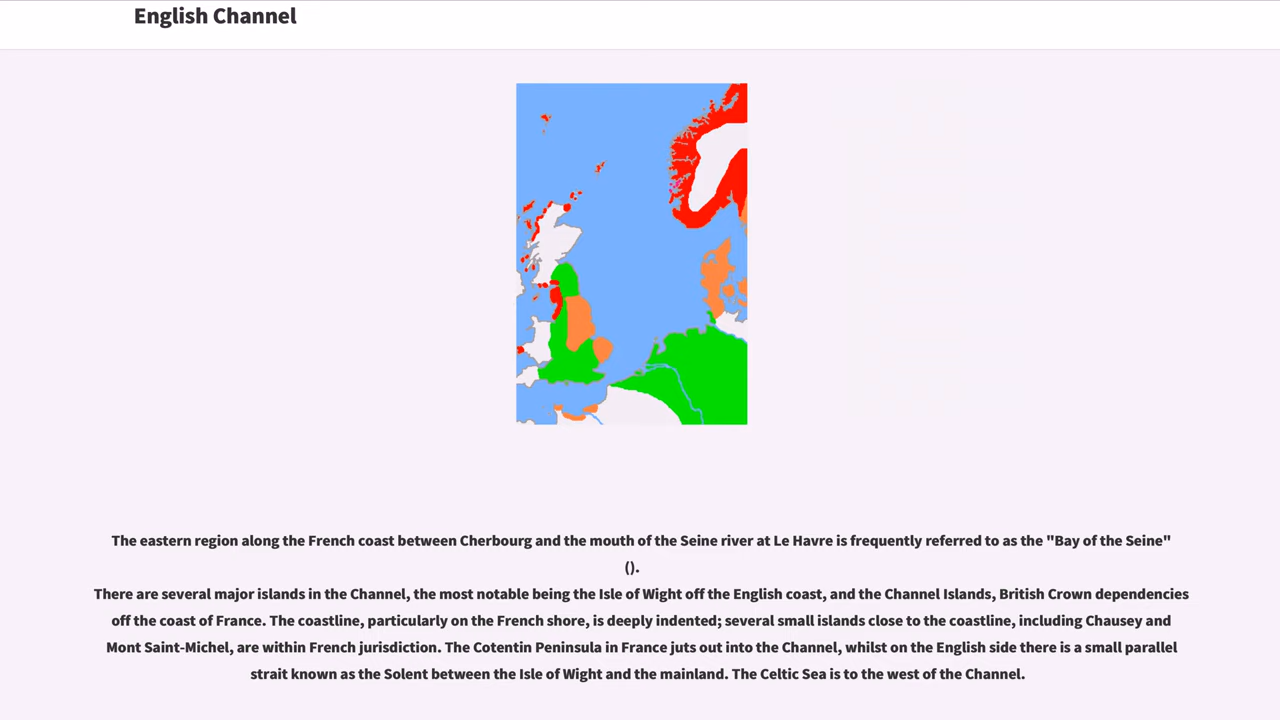 English Channel
The eastern region along the French coast between Cherbourg and the mouth of the Seine river at Le Havre is frequently referred to as the "Bay of the Seine"
().
There are several major islands in the Channel, the most notable being the Isle of Wight off the English coast, and the Channel Islands, British Crown dependencies
off the coast of France. The coastline, particularly on the French shore, is deeply indented; several small islands close to the coastline, including Chausey and
Mont Saint-Michel, are within French jurisdiction. The Cotentin Peninsula in France juts out into the Channel, whilst on the English side there is a small parallel
strait known as the Solent between the Isle of Wight and the mainland. The Celtic Sea is to the west of the Channel.